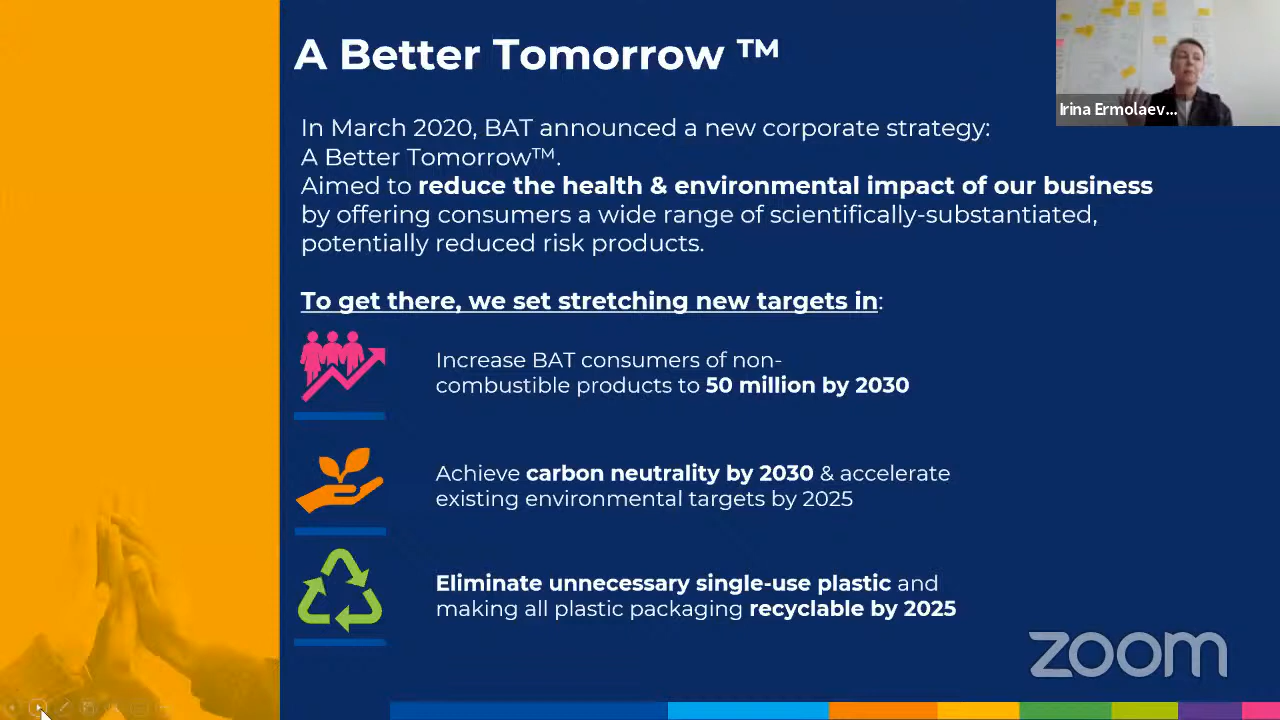 A Better Tomorrow ™
Irina Ermolaev...
In March 2020, BAT announced a new corporate strategy:
A Better Tomorrow™.
Aimed to reduce the health & environmental impact of our business
by offering consumers a wide range of scientifically-substantiated,
potentially reduced risk products.
To get there, we set stretching new targets in:
Increase BAT consumers of non-
combustible products to 50 million by 2030
Achieve carbon neutrality by 2030 & accelerate
existing environmental targets by 2025
Eliminate unnecessary single-use plastic and
making all plastic packaging recyclable by 2025
zoom